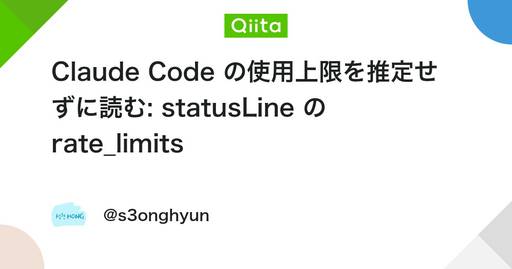 Qiita
Claude Code の使用上限を推定せ
ずに読む: statusLine の
rate_limits
@s3onghyun